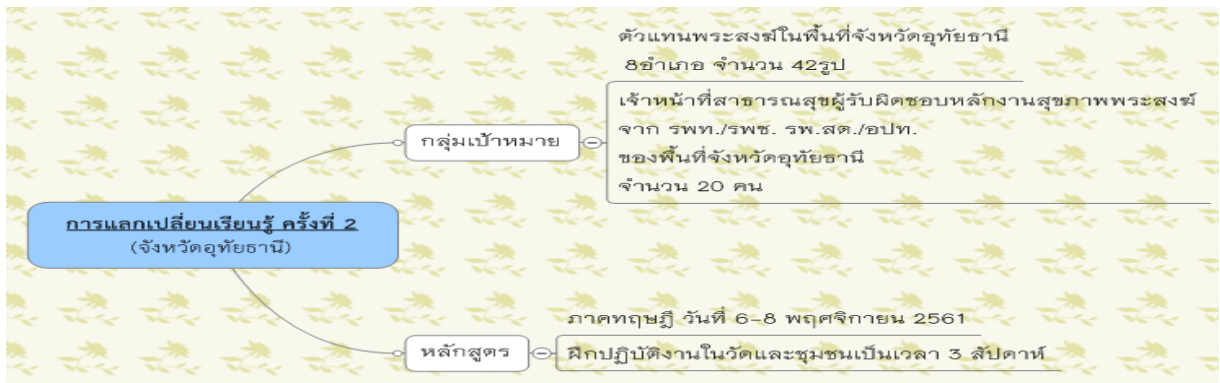 ตัวแทนพระสงฆ์ในพื้นที่จังหวัดอุทัยธานี
8อำเภอ จำนวน 42รูป
เจ้าหน้าที่สาธารณสุขผู้รับผิดชอบหลักงานสุขภาพพระสงฆ์
จาก รพท./รพช. รพ.สต./อปท.
ของพื้นที่จังหวัดอุทัยธานี
จำนวน 20 คน
กลุ่มเป้าหมาย
การแลกเปลี่ยนเรียนรู้ ครั้งที่ 2
(จังหวัดอุทัยธานี)
หลักสูตร
ภาคทฤษฎี วันที่ 6-8 พฤศจิกายน 2561
ฝึกปฏิบัติงานในวัดและชุมชนเป็นเวลา 3 สัปดาห์